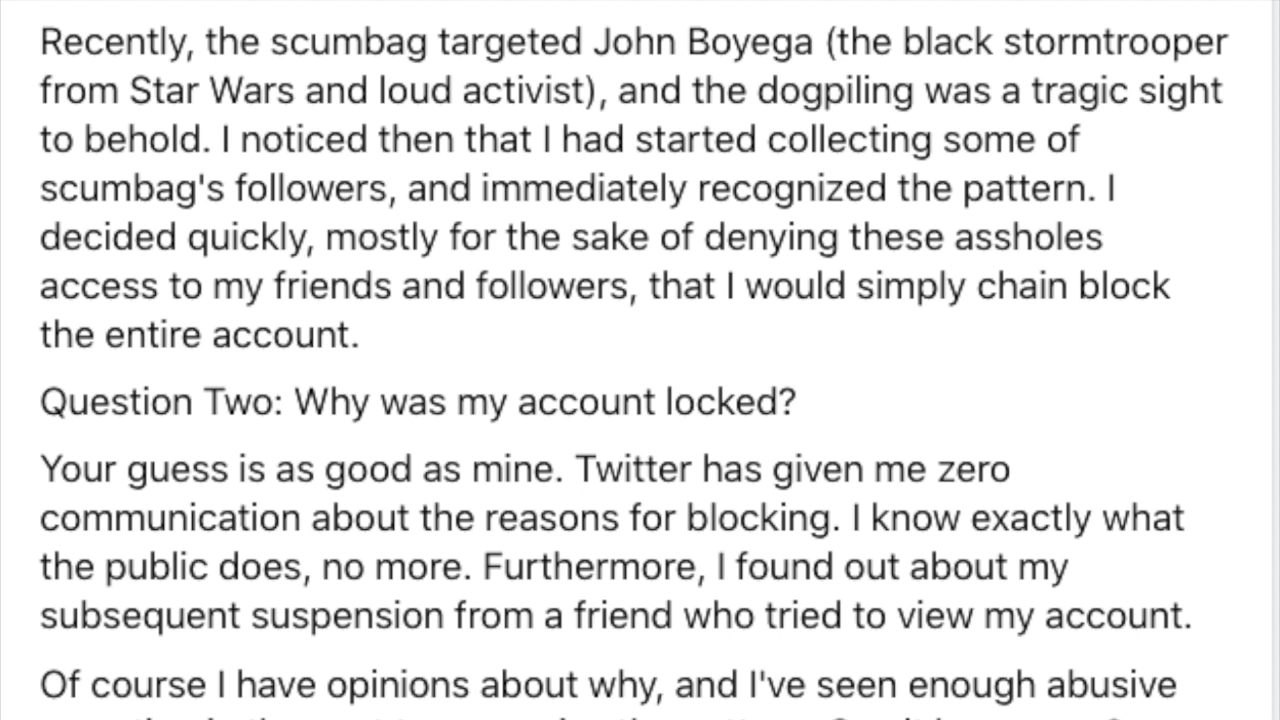 Recently, the scumbag targeted John Boyega (the black stormtrooper
from Star Wars and loud activist), and the dogpiling was a tragic sight
to behold. I noticed then that I had started collecting some of
scumbag's followers, and immediately recognized the pattern. I
decided quickly, mostly for the sake of denying these assholes
access to my friends and followers, that I would simply chain block
the entire account.
Question Two: Why was my account locked?
Your guess is as good as mine. Twitter has given me zero
communication about the reasons for blocking. I know exactly what
the public does, no more. Furthermore, I found out about my
subsequent suspension from a friend who tried to view my account.
Of course I have opinions about why, and I've seen enough abusive